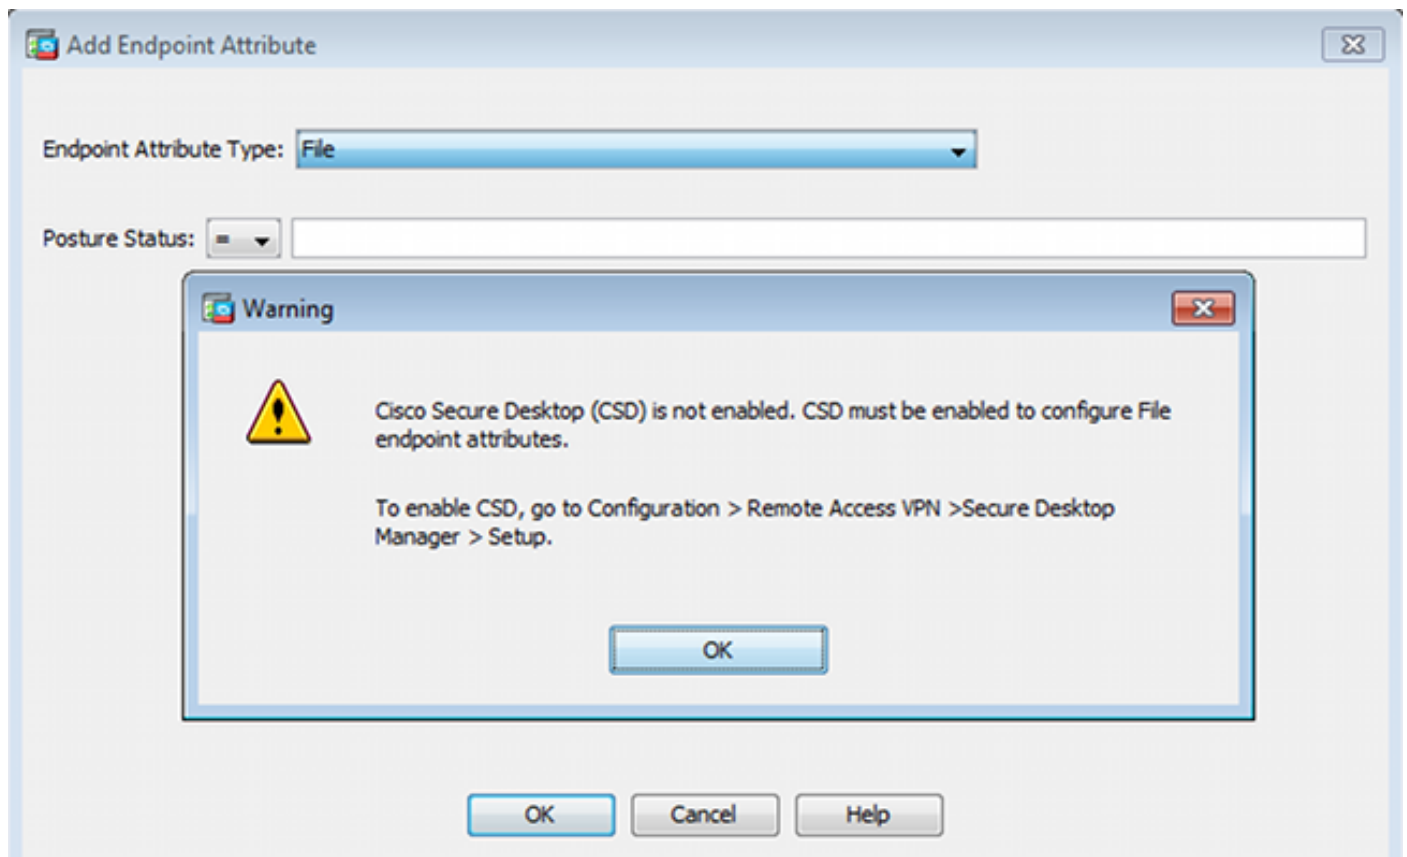 Add Endpoint Attribute
Endpoint Attribute Type: File
Posture Status: =
Warning
Cisco Secure Desktop (CSD) is not enabled. CSD must be enabled to configure File
endpoint attributes.
To enable CSD, go to Configuration > Remote Access VPN >Secure Desktop
Manager > Setup.
OK
OK Cancel Help